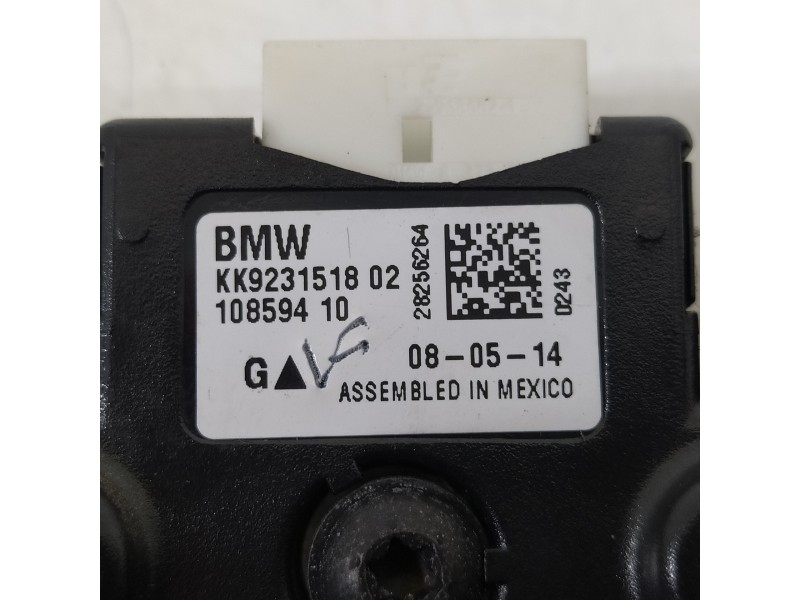 BMW
KK9231518 02
108594 10
28256264
0243
G▲
08-05-14
ASSEMBLED IN MEXICO